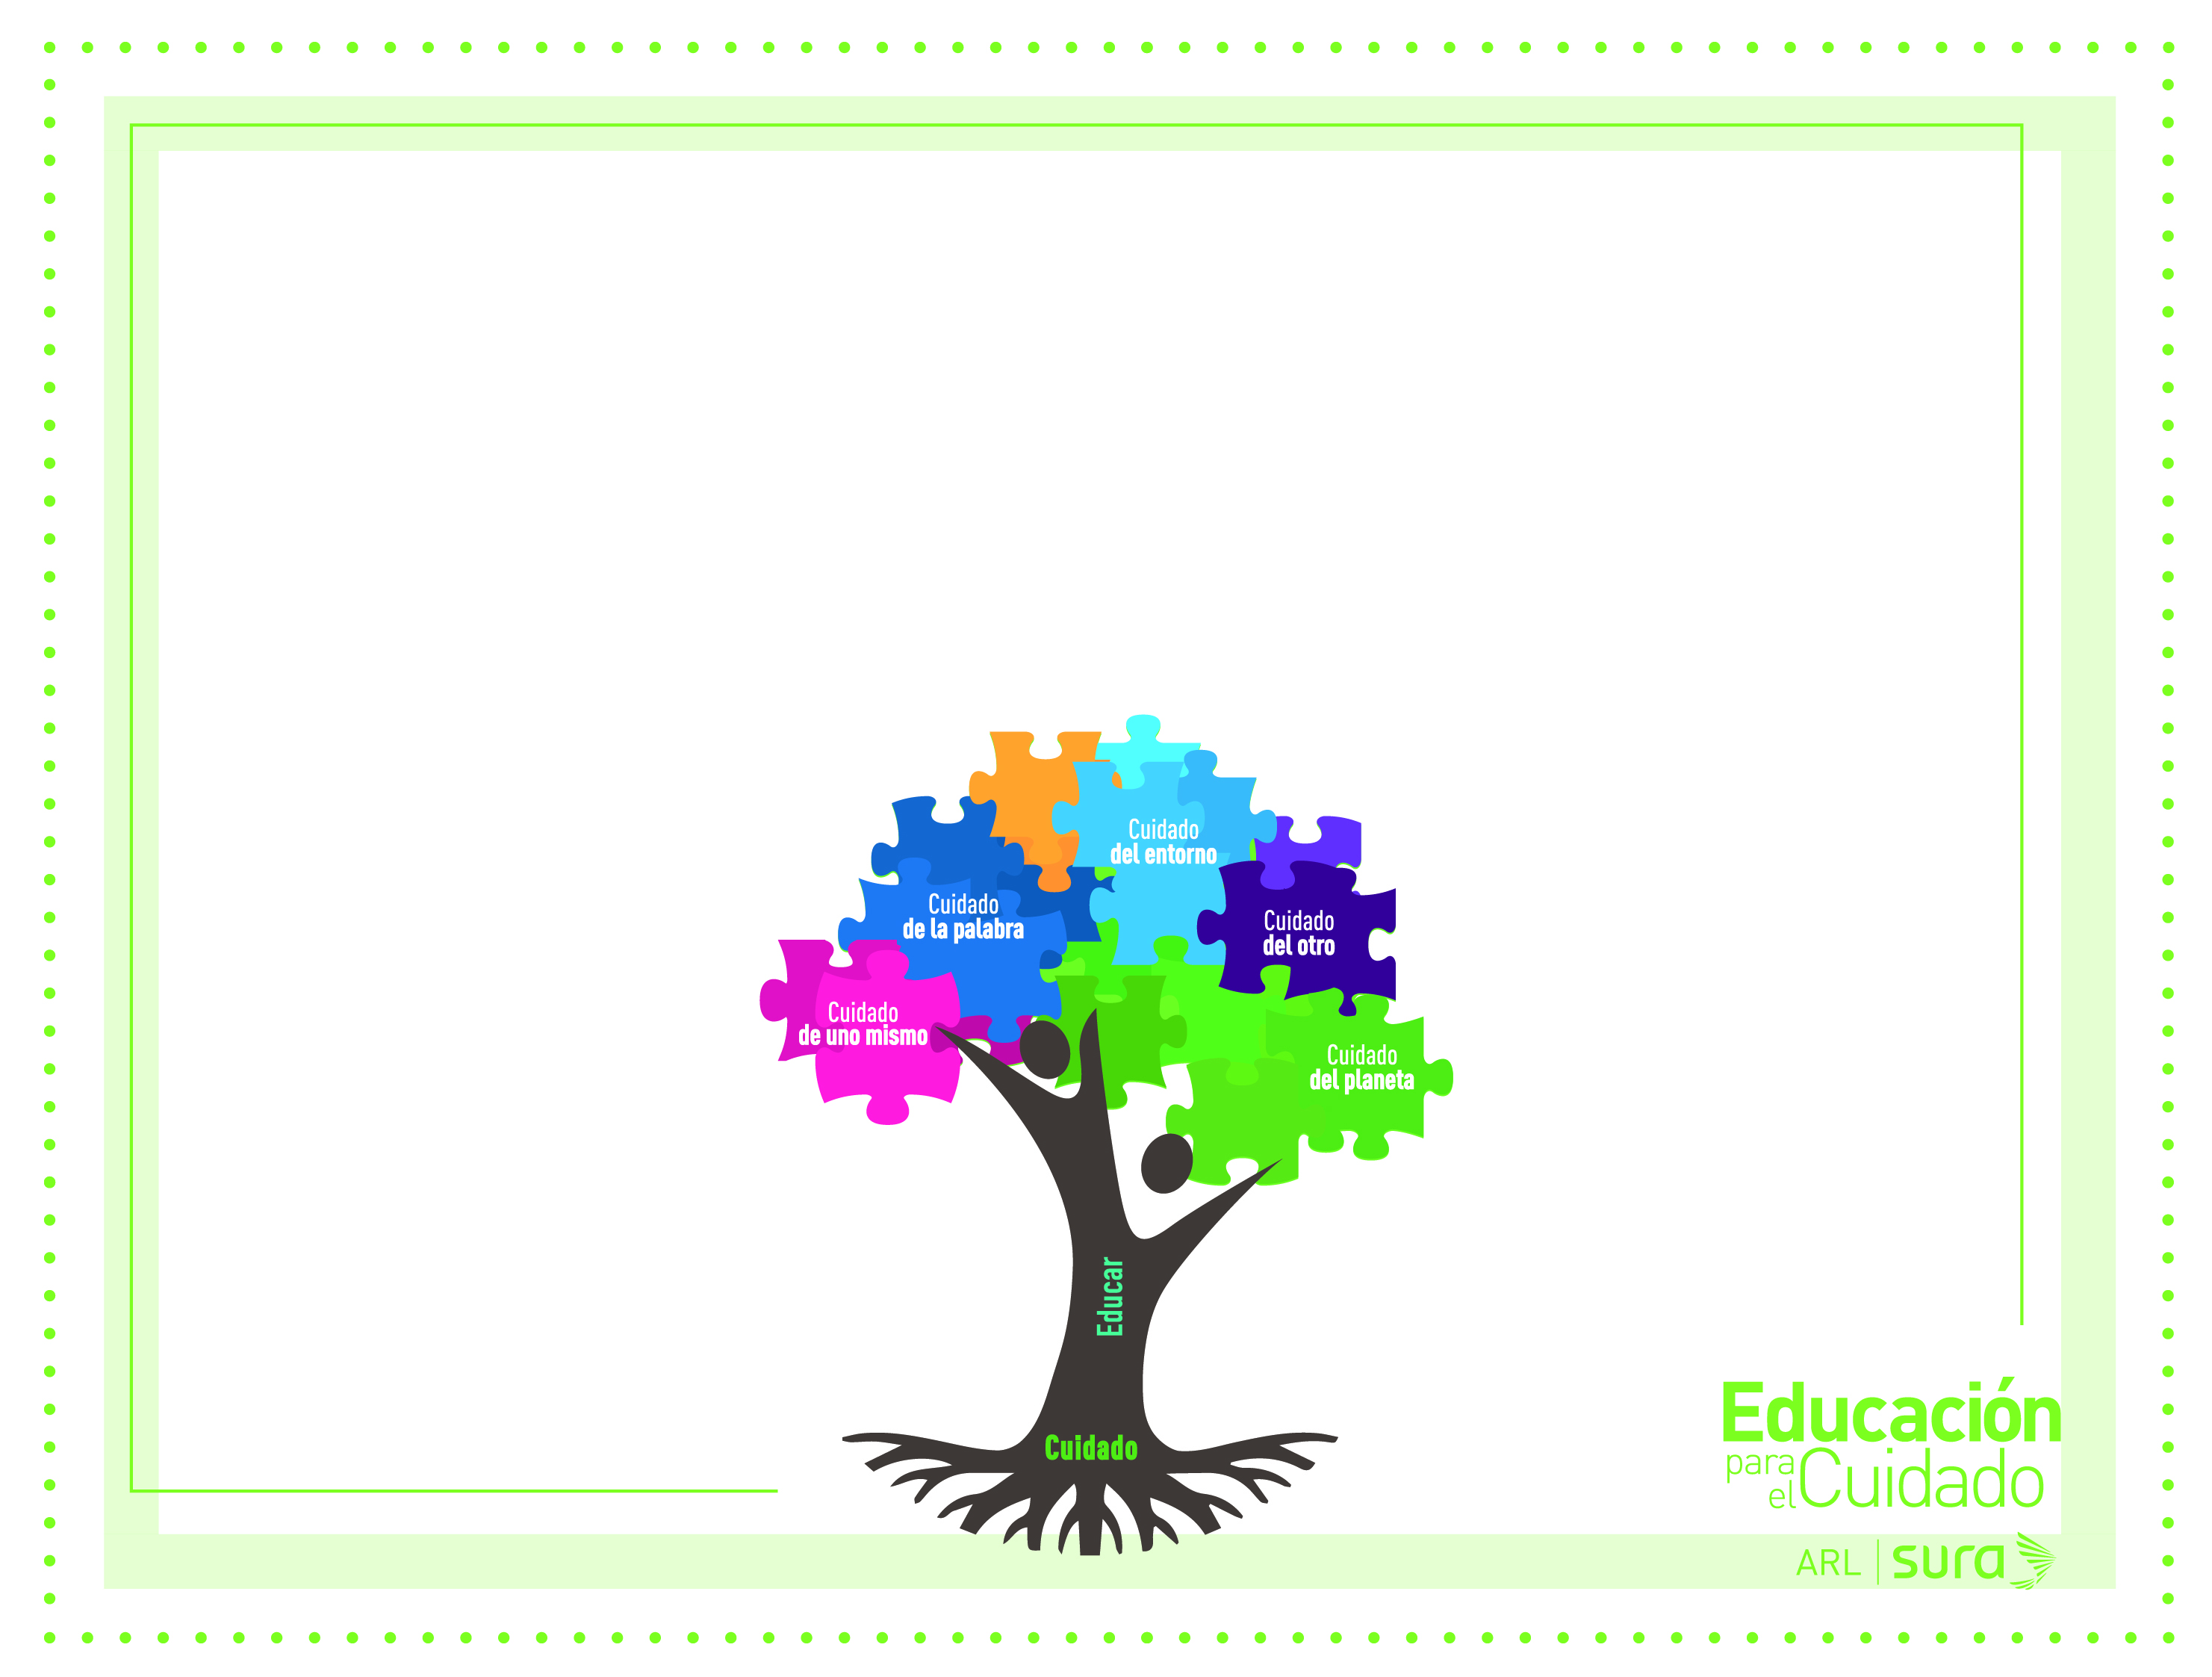 Cuidado
del entorno
Cuidado
de la palabra
Cuidado
del otro
Cuidado
de uno mismo
Cuidado
del planeta
Educar
Cuidado
Educación
para
el Cuidado
ARL | sura